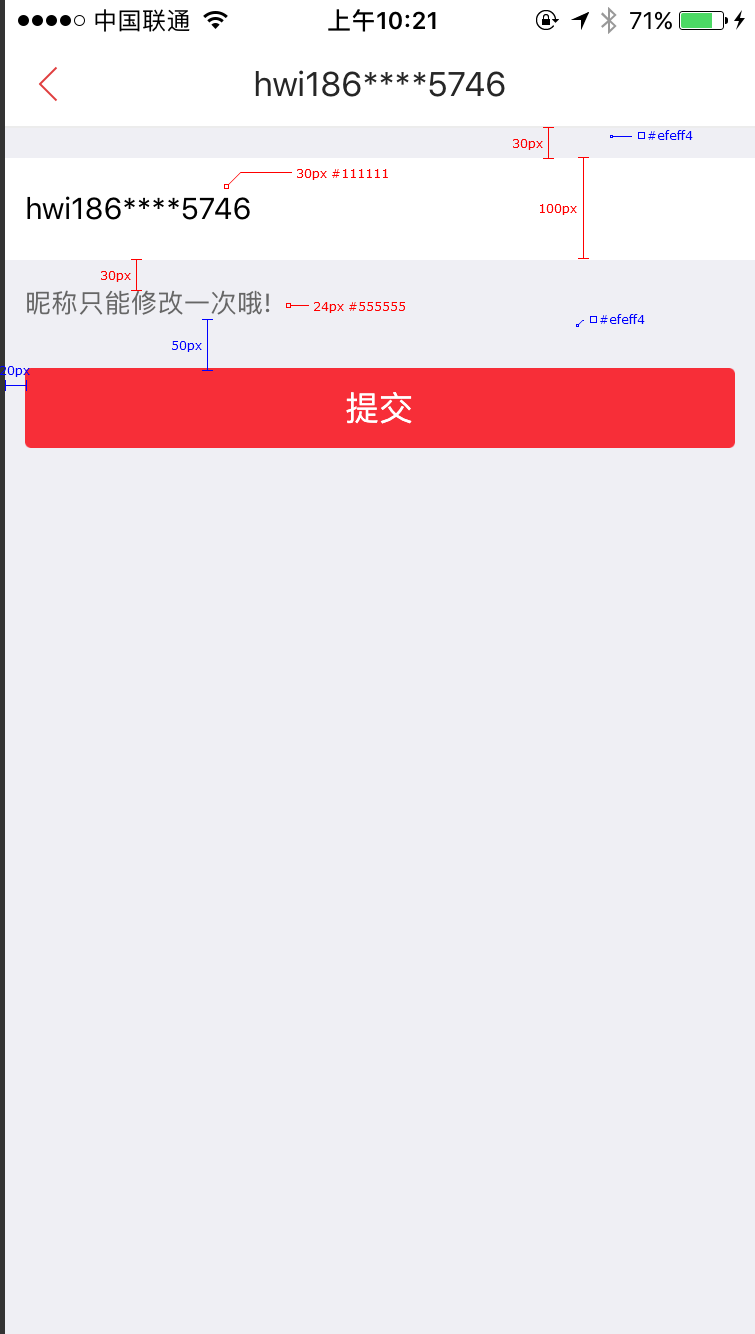 中国联通 上午10:21 71%
hwi186****5746
30px #efeff4
30px #111111
hwi186****5746 100px
30px
昵称只能修改一次哦! 24px #555555 #efeff4
50px
20px
提交